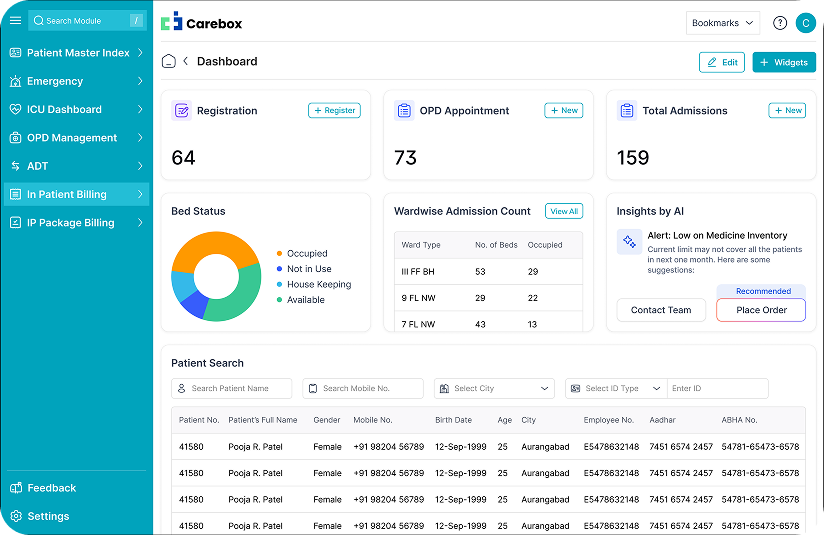 Search Module /
Patient Master Index
Emergency
ICU Dashboard
OPD Management
ADT
In Patient Billing
IP Package Billing
Feedback
Settings
Carebox
Bookmarks ? C
Dashboard Edit + Widgets
Registration + Register
64
OPD Appointment + New
73
Total Admissions + New
159
Bed Status
Occupied
Not in Use
House Keeping
Available
Wardwise Admission Count View All
Ward Type No. of Beds Occupied
III FF BH 53 29
9 FL NW 29 22
7 FL NW 43 13
Insights by AI
Alert: Low on Medicine Inventory
Current limit may not cover all the patients
in next one month. Here are some
suggestions:
Recommended
Contact Team Place Order
Patient Search
Search Patient Name Search Mobile No. Select City Select ID Type Enter ID
Patient No. Patient's Full Name Gender Mobile No. Birth Date Age City Employee No. Aadhar ABHA No.
41580 Pooja R. Patel Female +91 98204 56789 12-Sep-1999 25 Aurangabad E5478632148 7451 6574 2457 54781-65473-6578
41580 Pooja R. Patel Female +91 98204 56789 12-Sep-1999 25 Aurangabad E5478632148 7451 6574 2457 54781-65473-6578
41580 Pooja R. Patel Female +91 98204 56789 12-Sep-1999 25 Aurangabad E5478632148 7451 6574 2457 54781-65473-6578
41580 Pooja R. Patel Female +91 98204 56789 12-Sep-1999 25 Aurangabad E5478632148 7451 6574 2457 54781-65473-6578